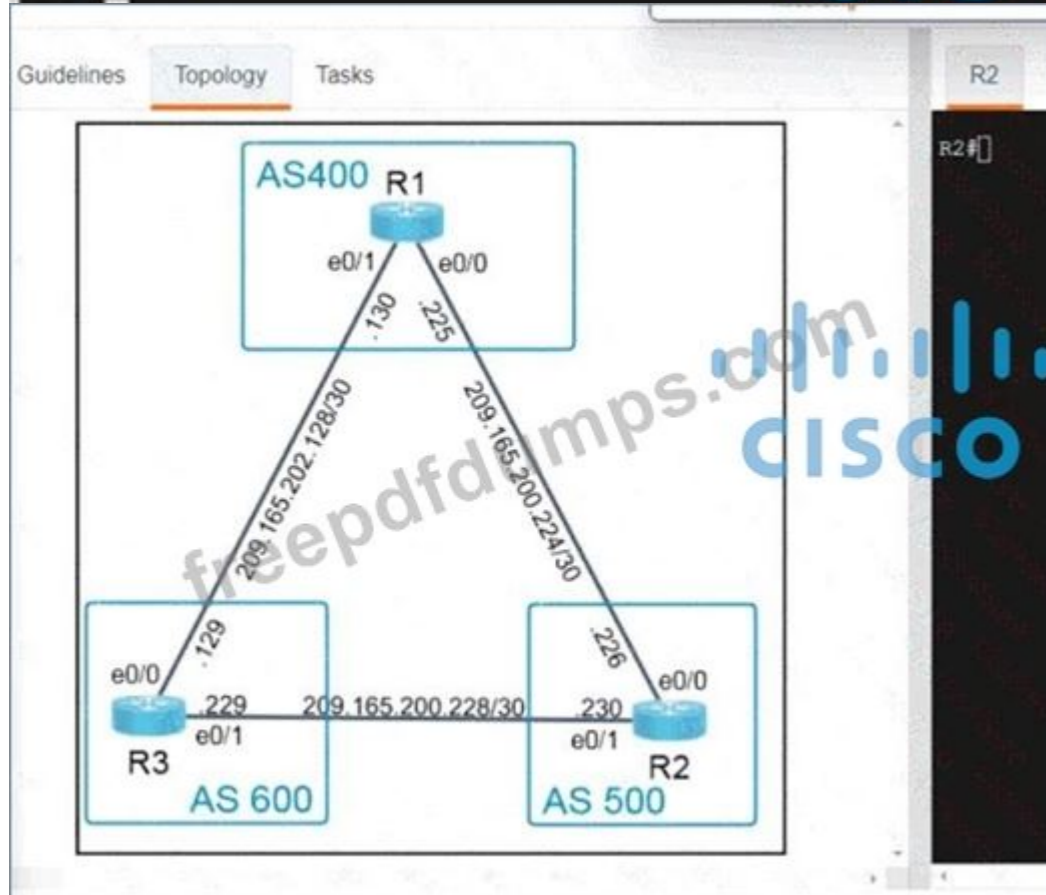 Guidelines Topology Tasks
R2
R2#
AS400 R1
e0/1 e0/0
.130 .225
209.165.202.128/30 209.165.200.224/30
.129 .226
e0/0 e0/0
.229 209.165.200.228/30 .230
e0/1 e0/1
R3 R2
AS 600 AS 500
freepdfdumps.com
CISCO